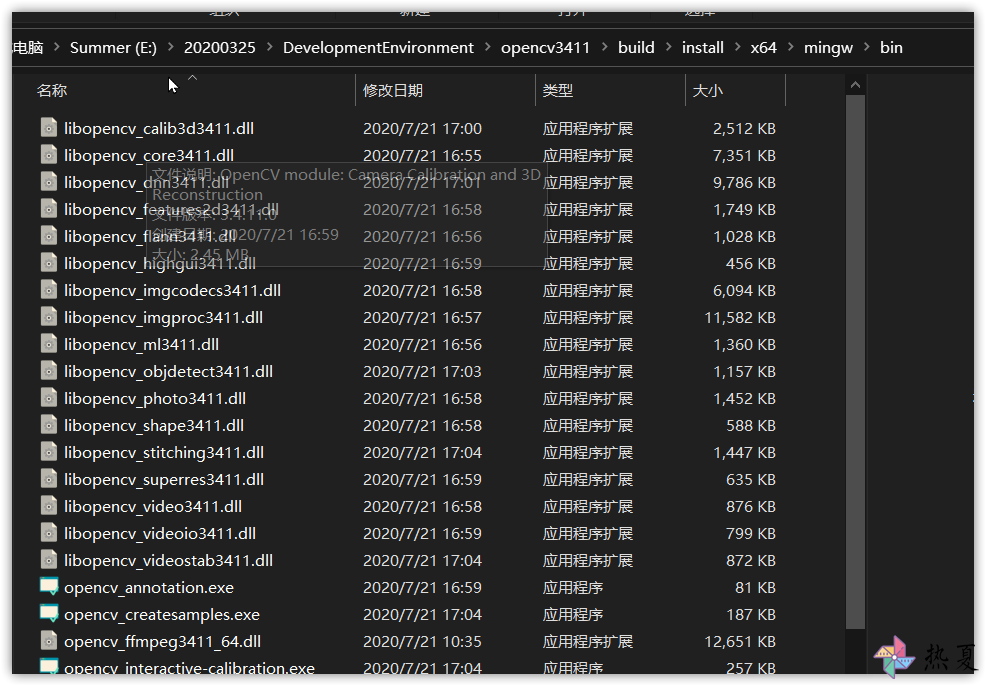 组织 新建 打开 选择
电脑 > Summer (E:) > 20200325 > DevelopmentEnvironment > opencv3411 > build > install > x64 > mingw > bin
名称 修改日期 类型 大小
libopencv_calib3d3411.dll 2020/7/21 17:00 应用程序扩展 2,512 KB
libopencv_core3411.dll 2020/7/21 16:55 应用程序扩展 7,351 KB
文件说明: OpenCV module: Camera Calibration and 3D
libopencv_dnn3411.dll 2020/7/21 17:01 应用程序扩展 9,786 KB
Reconstruction
libopencv_features2d3411.dll 2020/7/21 16:58 应用程序扩展 1,749 KB
文件版本: 3.4.11.0
libopencv_flann3411.dll 2020/7/21 16:56 应用程序扩展 1,028 KB
创建日期: 2020/7/21 16:59
大小: 2.45 MB
libopencv_highgui3411.dll 2020/7/21 16:59 应用程序扩展 456 KB
libopencv_imgcodecs3411.dll 2020/7/21 16:58 应用程序扩展 6,094 KB
libopencv_imgproc3411.dll 2020/7/21 16:57 应用程序扩展 11,582 KB
libopencv_ml3411.dll 2020/7/21 16:56 应用程序扩展 1,360 KB
libopencv_objdetect3411.dll 2020/7/21 17:03 应用程序扩展 1,157 KB
libopencv_photo3411.dll 2020/7/21 16:58 应用程序扩展 1,452 KB
libopencv_shape3411.dll 2020/7/21 16:58 应用程序扩展 588 KB
libopencv_stitching3411.dll 2020/7/21 17:04 应用程序扩展 1,447 KB
libopencv_superres3411.dll 2020/7/21 16:59 应用程序扩展 635 KB
libopencv_video3411.dll 2020/7/21 16:58 应用程序扩展 876 KB
libopencv_videoio3411.dll 2020/7/21 16:59 应用程序扩展 799 KB
libopencv_videostab3411.dll 2020/7/21 17:04 应用程序扩展 872 KB
opencv_annotation.exe 2020/7/21 16:59 应用程序 81 KB
opencv_createsamples.exe 2020/7/21 17:04 应用程序 187 KB
opencv_ffmpeg3411_64.dll 2020/7/21 10:35 应用程序扩展 12,651 KB
opencv_interactive-calibration.exe 2020/7/21 17:04 应用程序 257 KB
热夏